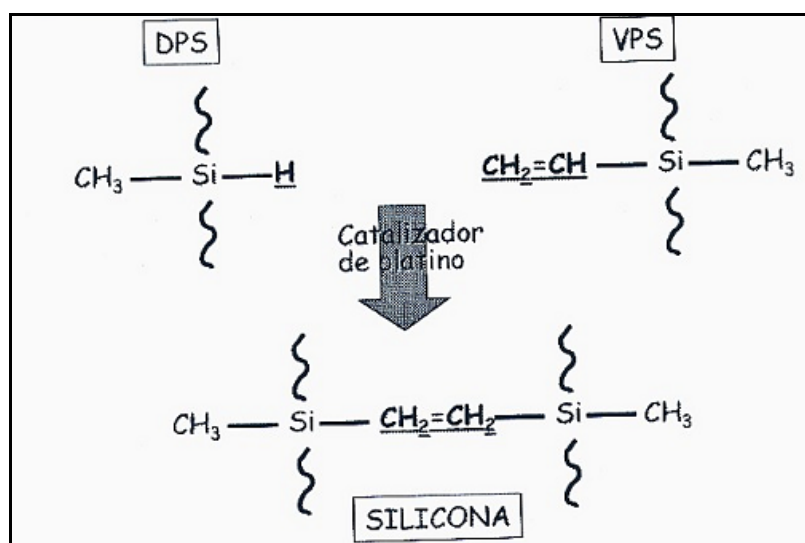 DPS
VPS
CH₃ — Si — H
CH₂=CH — Si — CH₃
Catalizador
de platino
CH₃ — Si — CH₂=CH₂ — Si — CH₃
SILICONA